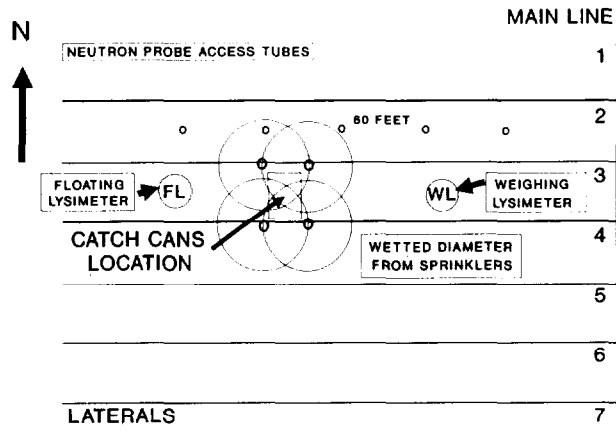 MAIN LINE
N
NEUTRON PROBE ACCESS TUBES
1
2
60 FEET
3
FLOATING
LYSIMETER
FL
WL
WEIGHING
LYSIMETER
4
CATCH CANS
LOCATION
WETTED DIAMETER
FROM SPRINKLERS
5
6
LATERALS
7